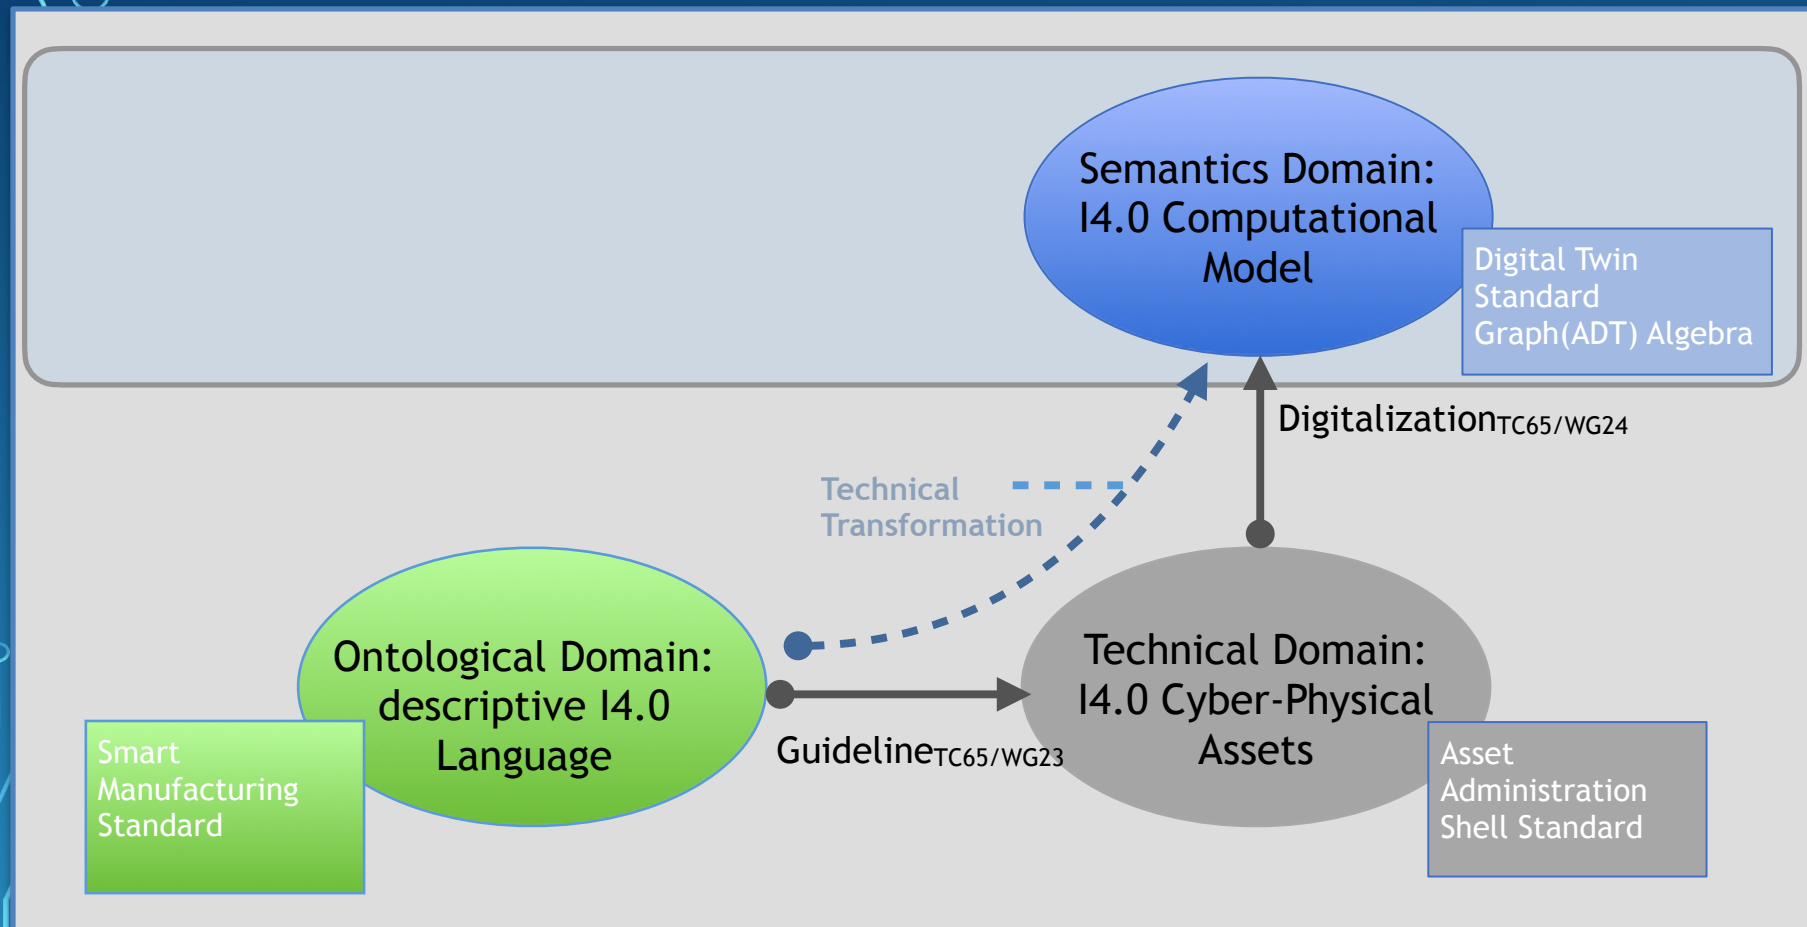 Semantics Domain:
I4.0 Computational
Model
Digital Twin
Standard
Graph(ADT) Algebra
Digitalization TC65/WG24
Technical
Transformation
Ontological Domain:
descriptive I4.0
Language
Smart
Manufacturing
Standard
Guideline TC65/WG23
Technical Domain:
I4.0 Cyber-Physical
Assets
Asset
Administration
Shell Standard